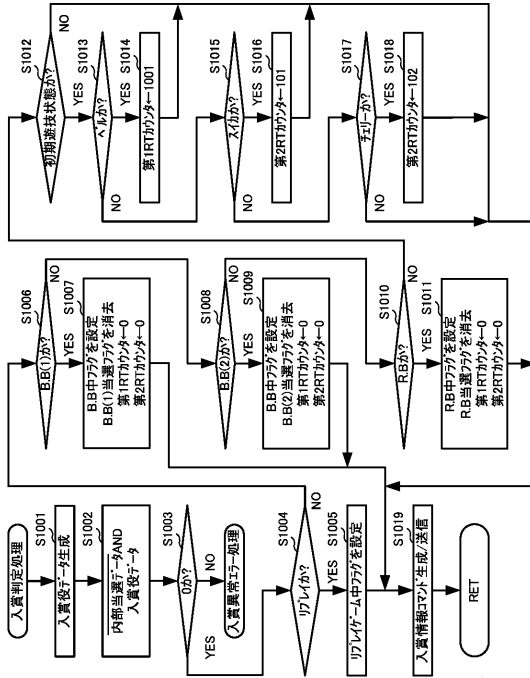 入賞判定処理
S1001
入賞役データ生成
S1002
内部当選データAND
入賞役データ
S1003
0か?
NO
YES
入賞異常エラー処理
S1004
リプレイか?
NO
YES
S1005
リプレイゲーム中フラグを設定
S1019
入賞情報コマンド生成/送信
RET
S1006
B.B(1)か?
NO
YES
S1007
B.B中フラグを設定
B.B(1)当選フラグを消去
第1RTカウンタ←0
第2RTカウンタ←0
S1008
B.B(2)か?
NO
YES
S1009
B.B中フラグを設定
B.B(2)当選フラグを消去
第1RTカウンタ←0
第2RTカウンタ←0
S1010
R.Bか?
NO
YES
S1011
R.B中フラグを設定
R.B当選フラグを消去
第1RTカウンタ←0
第2RTカウンタ←0
S1012
初期遊技状態か?
NO
YES
S1013
ベルか?
NO
YES
S1014
第1RTカウンタ←1001
S1015
スイカか?
NO
YES
S1016
第2RTカウンタ←101
S1017
チェリーか?
NO
YES
S1018
第2RTカウンタ←102